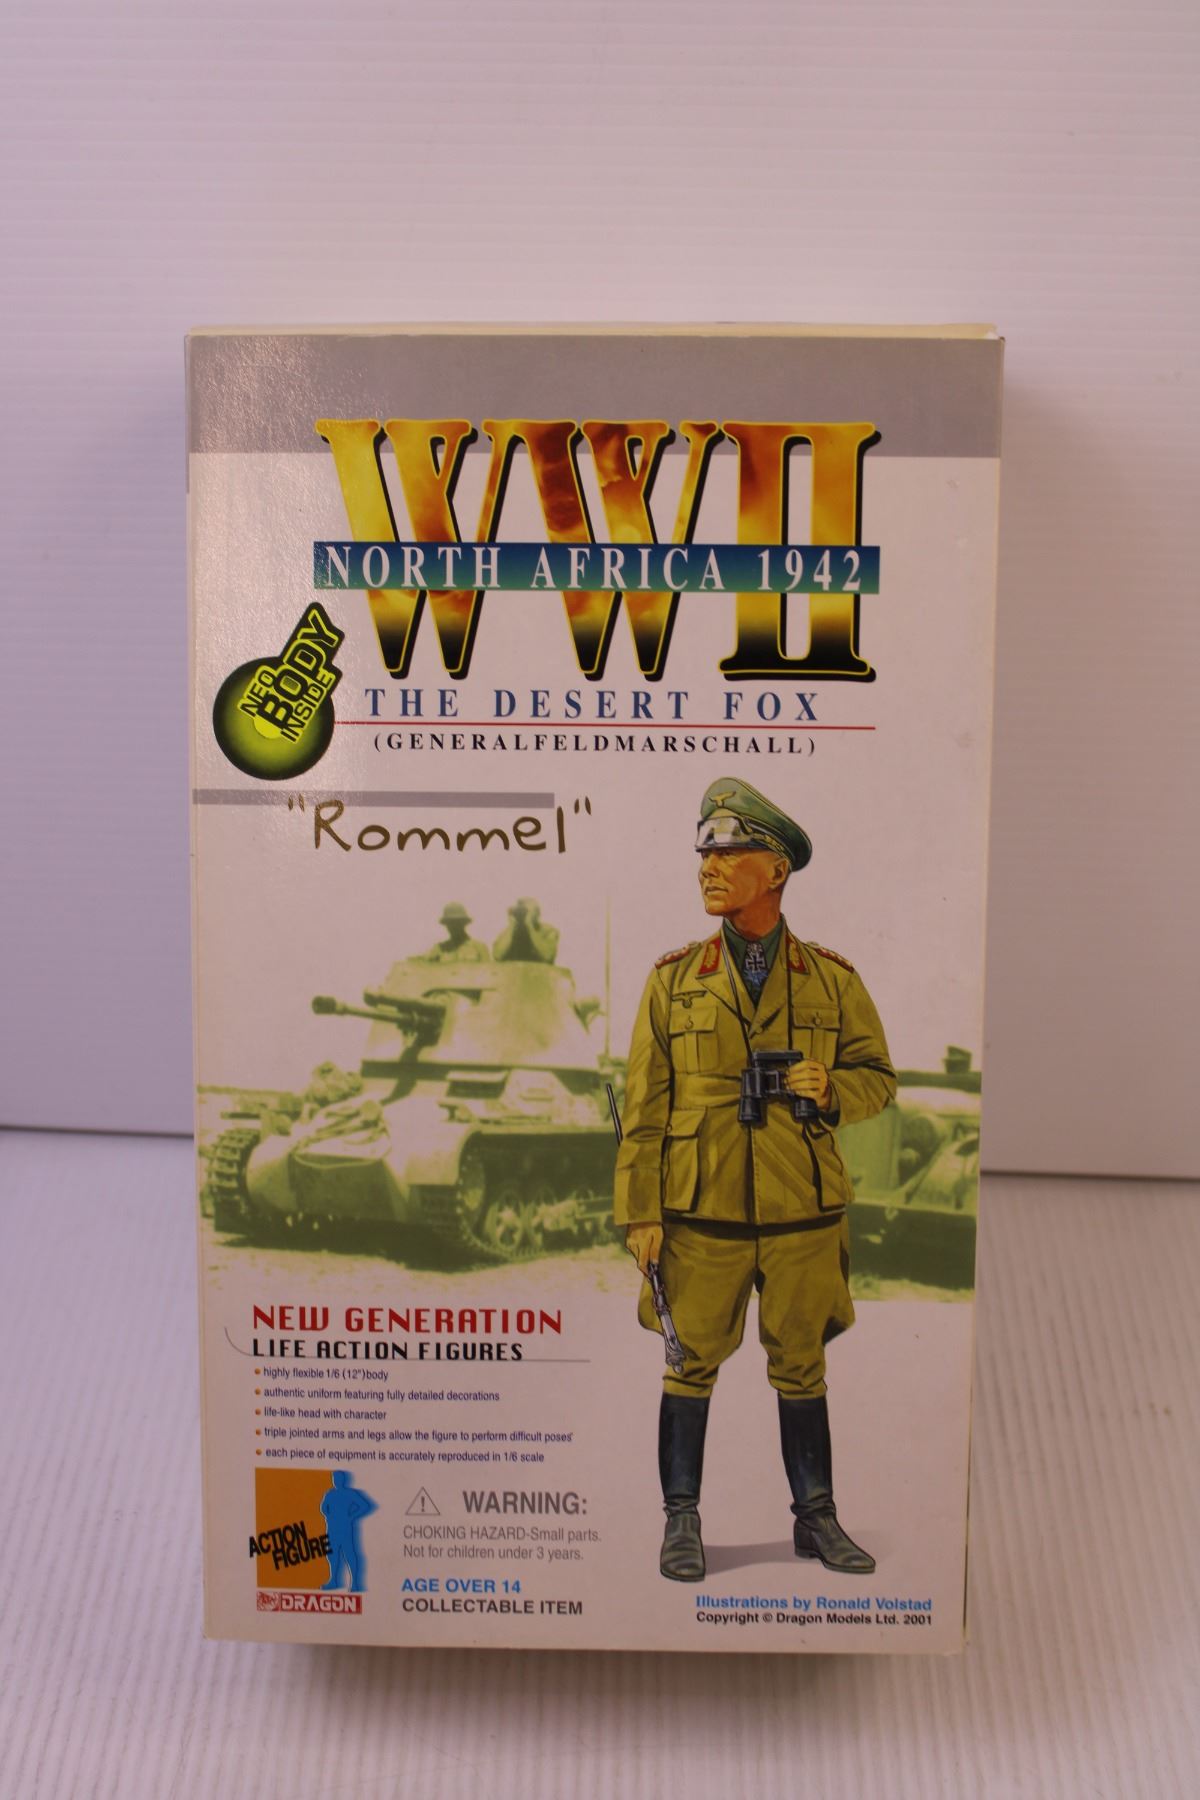 WWII
NORTH AFRICA 1942
NEO
BODY
INSIDE
THE DESERT FOX
(GENERALFELDMARSCHALL)
"Rommel"
NEW GENERATION
LIFE ACTION FIGURES
• highly flexible 1/6 (12")body
• authentic uniform featuring fully detailed decorations
• life-like head with character
• triple jointed arms and legs allow the figure to perform difficult poses
• each piece of equipment is accurately reproduced in 1/6 scale
ACTION
FIGURE
DRAGON
WARNING:
CHOKING HAZARD-Small parts.
Not for children under 3 years.
AGE OVER 14
COLLECTABLE ITEM
Illustrations by Ronald Volstad
Copyright © Dragon Models Ltd. 2001